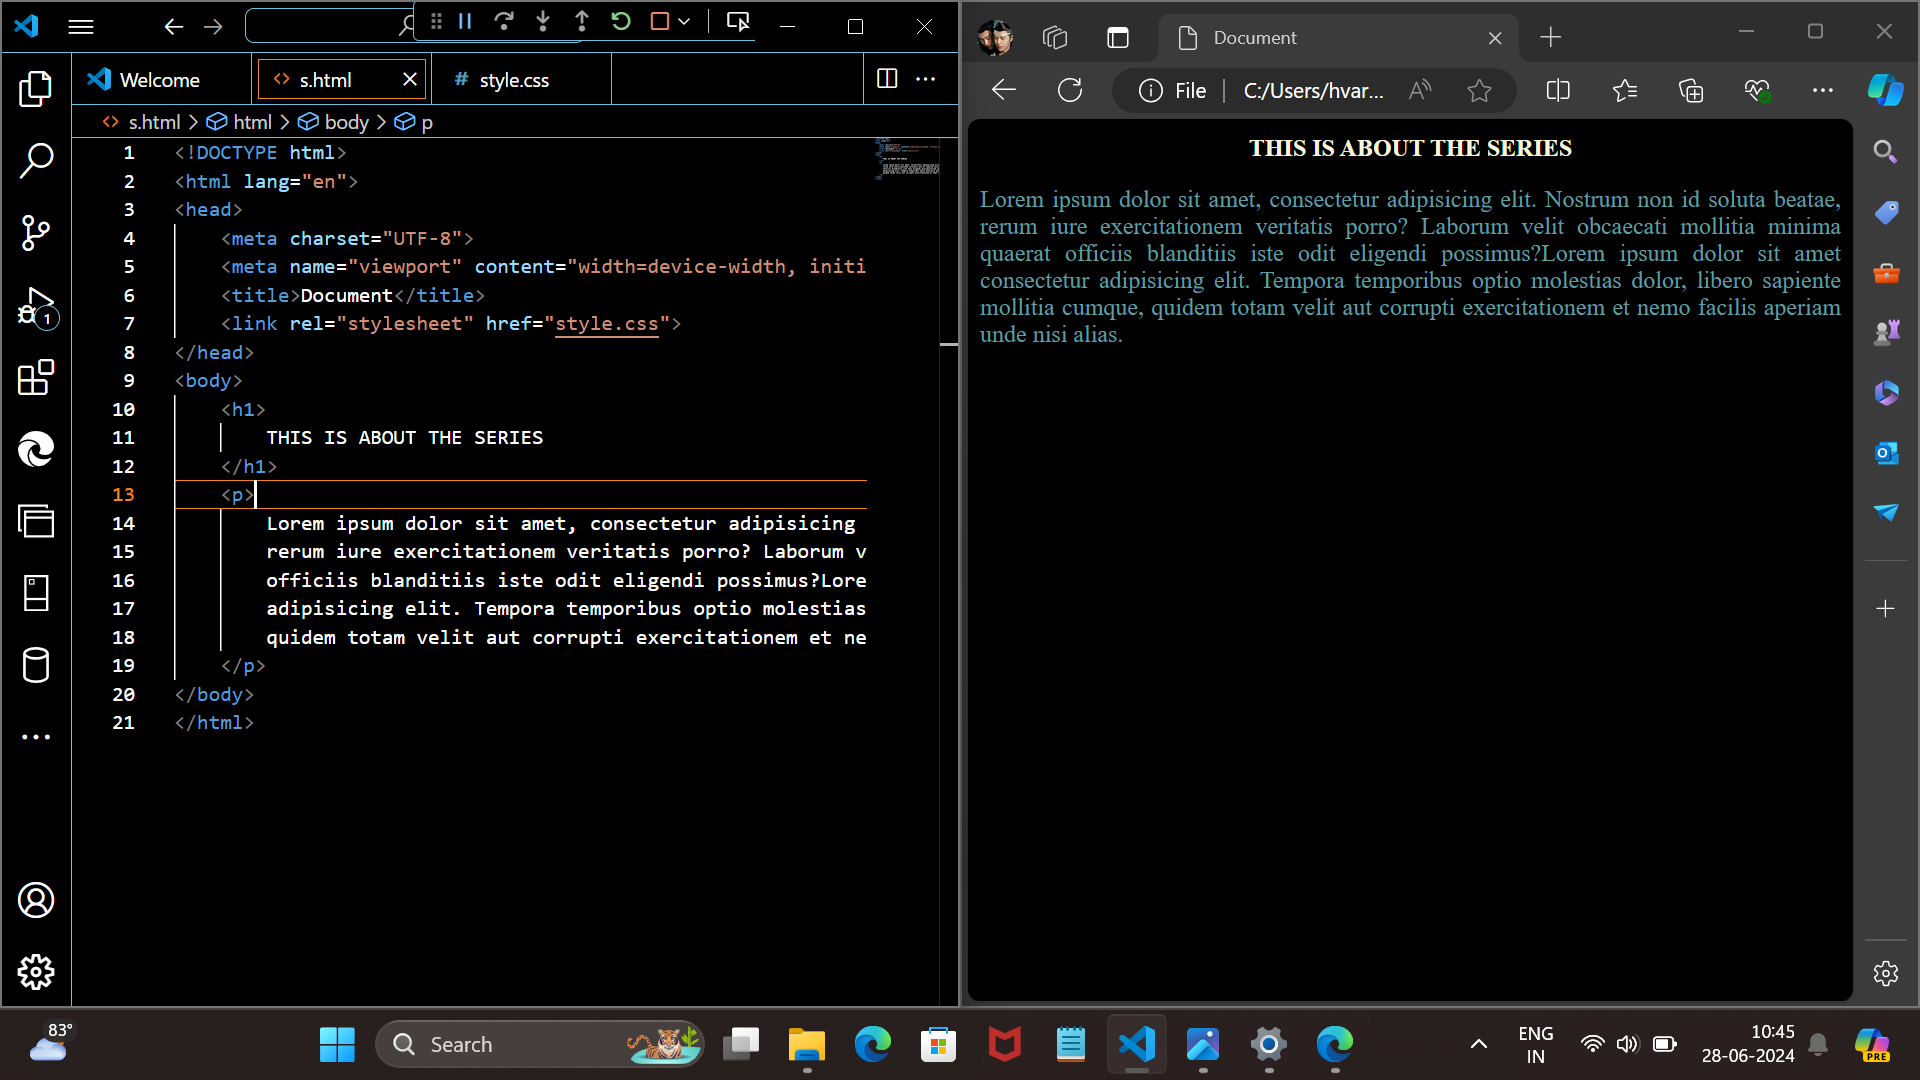 Welcome
s.html
# style.css
s.html > html > body > p
1 <!DOCTYPE html>
2 <html lang="en">
3 <head>
4 <meta charset="UTF-8">
5 <meta name="viewport" content="width=device-width, initi
6 <title>Document</title>
7 <link rel="stylesheet" href="style.css">
8 </head>
9 <body>
10 <h1>
11 THIS IS ABOUT THE SERIES
12 </h1>
13 <p>
14 Lorem ipsum dolor sit amet, consectetur adipisicing
15 rerum iure exercitationem veritatis porro? Laborum v
16 officiis blanditiis iste odit eligendi possimus?Lore
17 adipisicing elit. Tempora temporibus optio molestias
18 quidem totam velit aut corrupti exercitationem et ne
19 </p>
20 </body>
21 </html>
1
Document
File C:/Users/hvar...
THIS IS ABOUT THE SERIES
Lorem ipsum dolor sit amet, consectetur adipisicing elit. Nostrum non id soluta beatae,
rerum iure exercitationem veritatis porro? Laborum velit obcaecati mollitia minima
quaerat officiis blanditiis iste odit eligendi possimus?Lorem ipsum dolor sit amet
consectetur adipisicing elit. Tempora temporibus optio molestias dolor, libero sapiente
mollitia cumque, quidem totam velit aut corrupti exercitationem et nemo facilis aperiam
unde nisi alias.
83°
Search
ENG
IN
10:45
28-06-2024
PRE